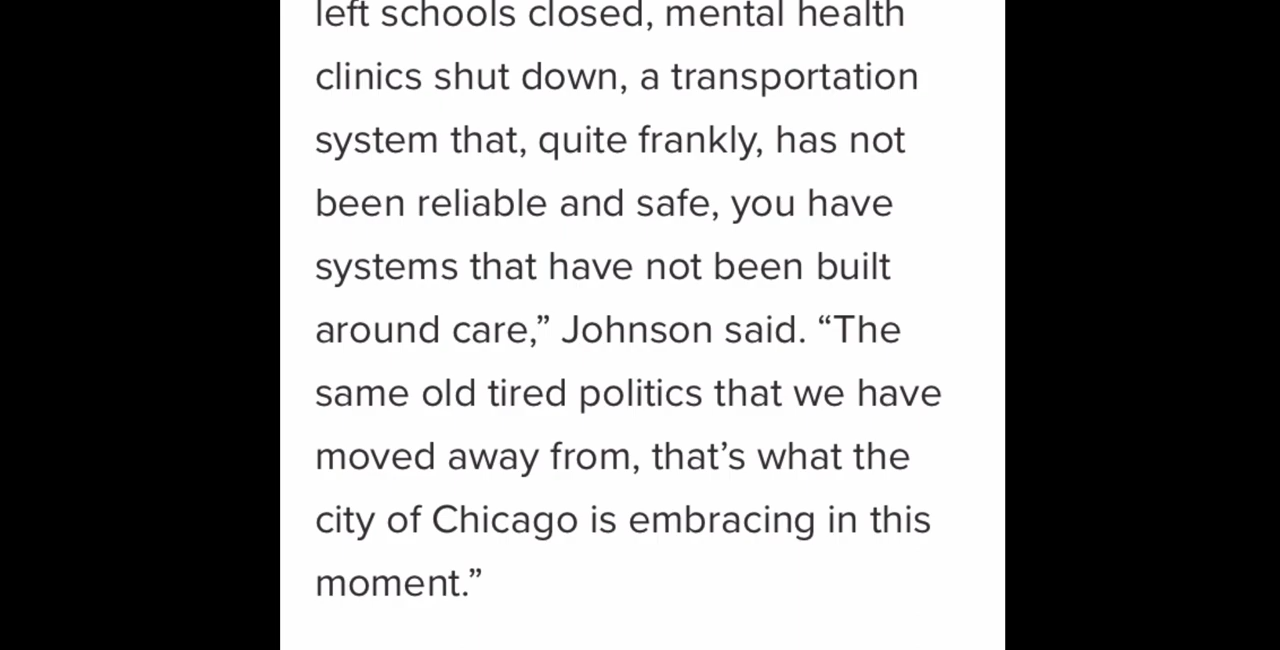 left schools closed, mental health
clinics shut down, a transportation
system that, quite frankly, has not
been reliable and safe, you have
systems that have not been built
around care,” Johnson said. “The
same old tired politics that we have
moved away from, that’s what the
city of Chicago is embracing in this
moment.”